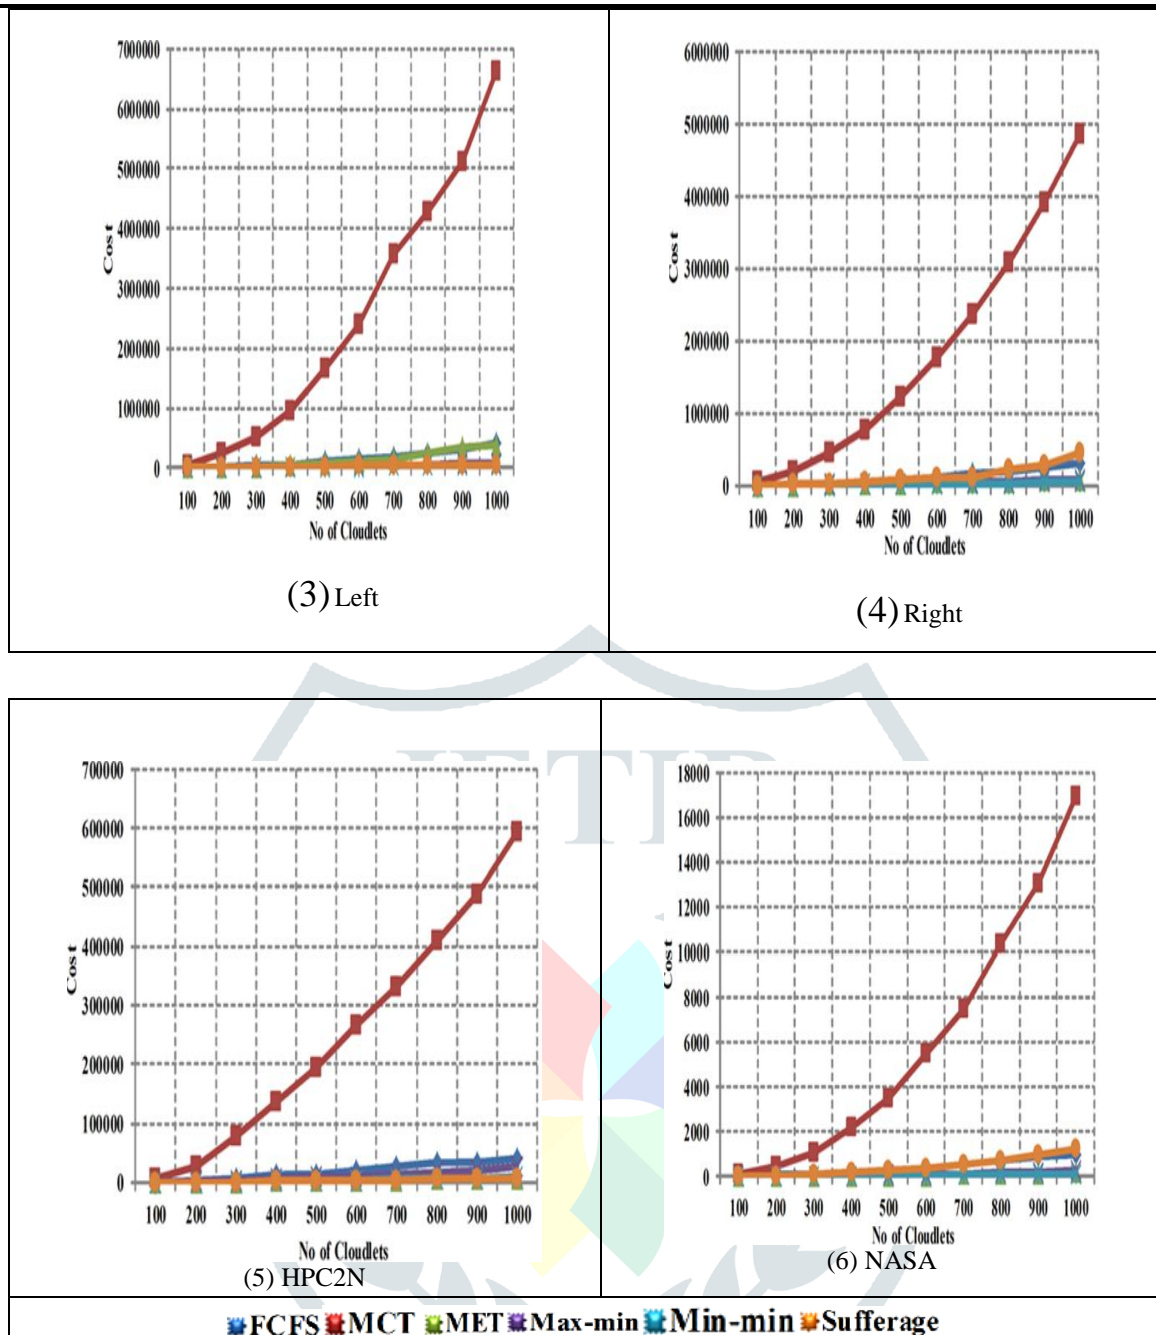 7000000
6000000
5000000
4000000
3000000
2000000
1000000
0
Cost
100 200 300 400 500 600 700 800 900 1000
No of Cloudlets
(3) Left
6000000
5000000
4000000
3000000
2000000
1000000
0
Cost
100 200 300 400 500 600 700 800 900 1000
No of Cloudlets
(4) Right
700000
600000
500000
400000
300000
200000
100000
0
Cost
100 200 300 400 500 600 700 800 900 1000
No of Cloudlets
(5) HPC2N
18000
16000
14000
12000
10000
8000
6000
4000
2000
0
Cost
100 200 300 400 500 600 700 800 900 1000
No of Cloudlets
(6) NASA
FCFS MCT MET Max-min Min-min Sufferage